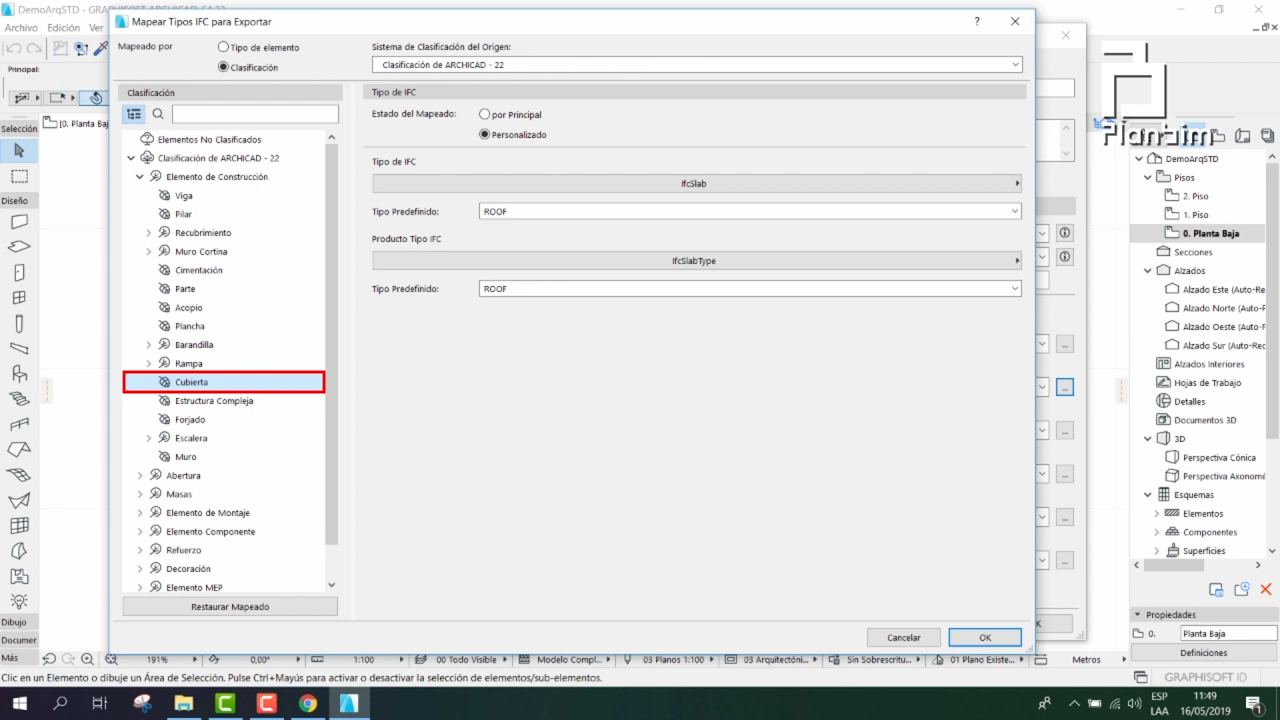 DemoArqSTD - GRAPHISOFT ARCHICAD-64 22
Archivo Edición Ver
Principal:
Selección
[0. Planta Baj
Diseño
Dibujo
Documer
Más
Mapear Tipos IFC para Exportar
?
Mapeado por
Tipo de elemento
Clasificación
Sistema de Clasificación del Origen:
Clasificación de ARCHICAD - 22
Clasificación
Elementos No Clasificados
Clasificación de ARCHICAD - 22
Elemento de Construcción
Viga
Pilar
Recubrimiento
Muro Cortina
Cimentación
Parte
Acopio
Plancha
Barandilla
Rampa
Cubierta
Estructura Compleja
Forjado
Escalera
Muro
Abertura
Masas
Elemento de Montaje
Elemento Componente
Refuerzo
Decoración
Elemento MEP
Restaurar Mapeado
Tipo de IFC
Estado del Mapeado:
por Principal
Personalizado
Tipo de IFC
IfcSlab
Tipo Predefinido:
ROOF
Producto Tipo IFC
IfcSlabType
Tipo Predefinido:
ROOF
Cancelar
OK
Plan-bim
DemoArqSTD
Pisos
2. Piso
1. Piso
0. Planta Baja
Secciones
Alzados
Alzado Este (Auto-Re
Alzado Norte (Auto-F
Alzado Oeste (Auto-F
Alzado Sur (Auto-Rec
Alzados Interiores
Hojas de Trabajo
Detalles
Documentos 3D
3D
Perspectiva Cónica
Perspectiva Axonomé
Esquemas
Elementos
Componentes
Superficies
Propiedades
0.
Planta Baja
Definiciones
191%
0,00°
1:100
00 Todo Visible
Modelo Compl...
03 Planos 1:100
03 Arquitectóni...
Sin Sobrescritu...
01 Plano Existe...
Metros
Clic en un Elemento o dibuje un Área de Selección. Pulse Ctrl+Mayús para activar o desactivar la selección de elementos/sub-elementos.
GRAPHISOFT ID
ESP
LAA
11:49
16/05/2019
1